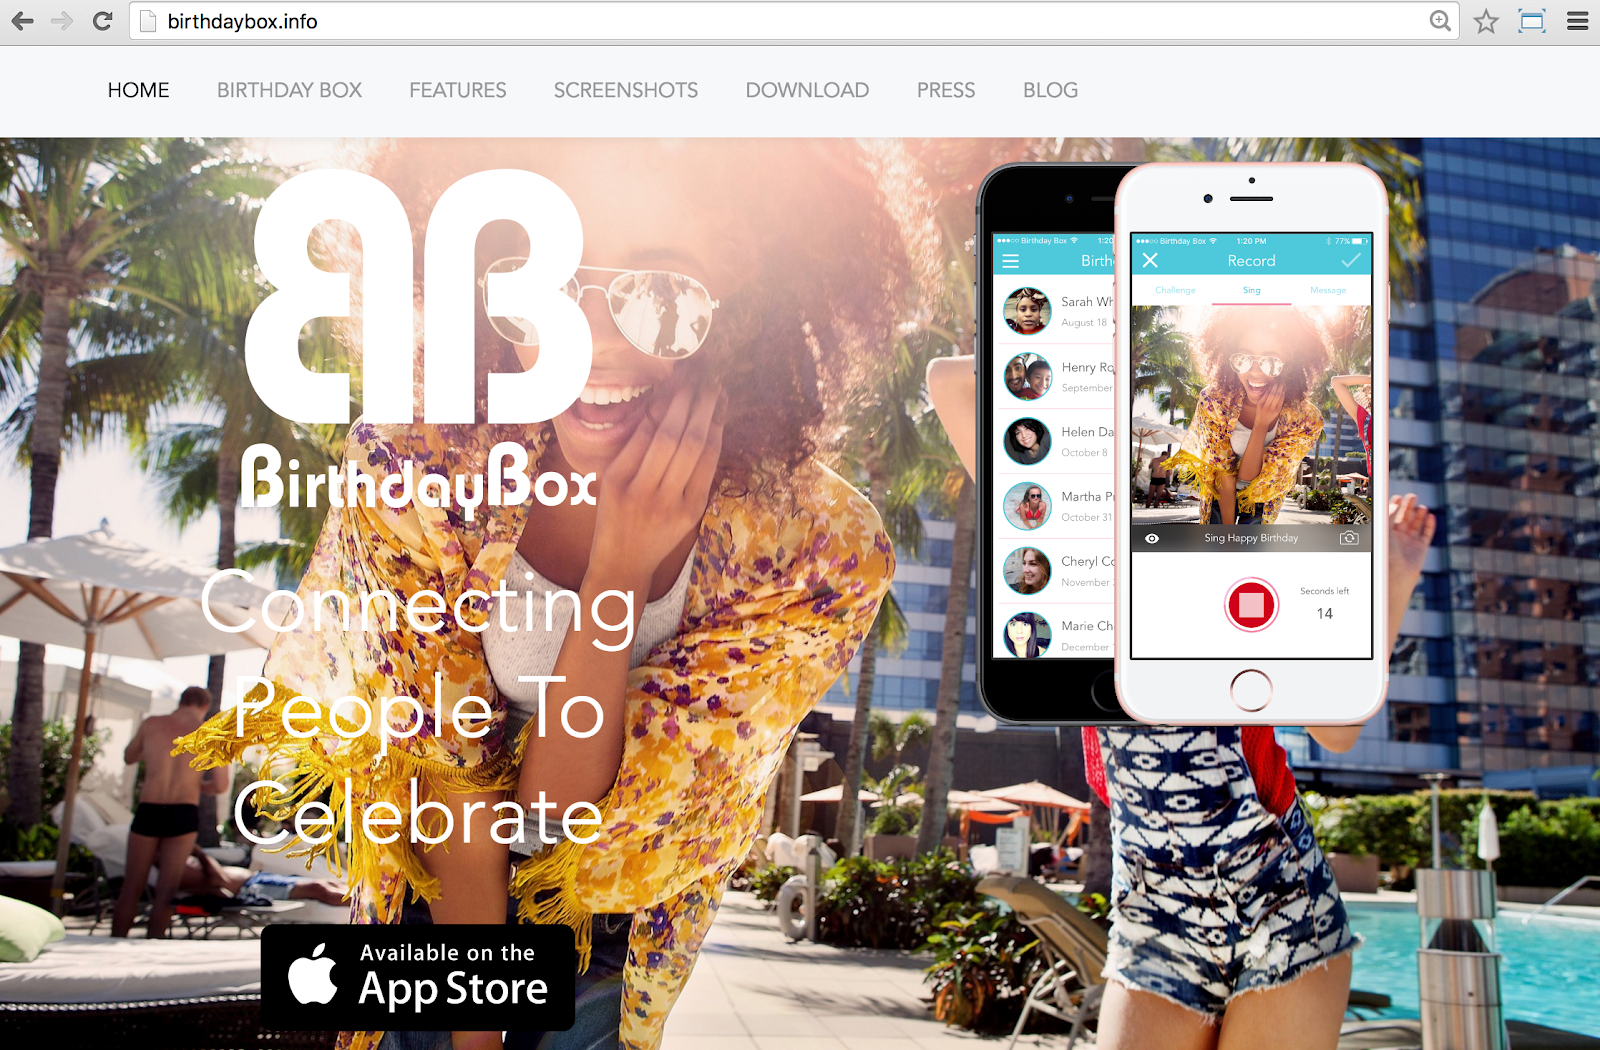 birthdaybox.info
HOME BIRTHDAY BOX FEATURES SCREENSHOTS DOWNLOAD PRESS BLOG
BB
BirthdayBox
Connecting
People To
Celebrate
Available on the
App Store
Birthday Box 1:20
Birth
Sarah Wh
August 18
Henry Ro
September
Helen Da
October 8
Martha Pr
October 31
Cheryl Co
November
Marie Ch
December
Birthday Box 1:20 PM 77%
Record
Challenge Sing Message
Sing Happy Birthday
Seconds left
14